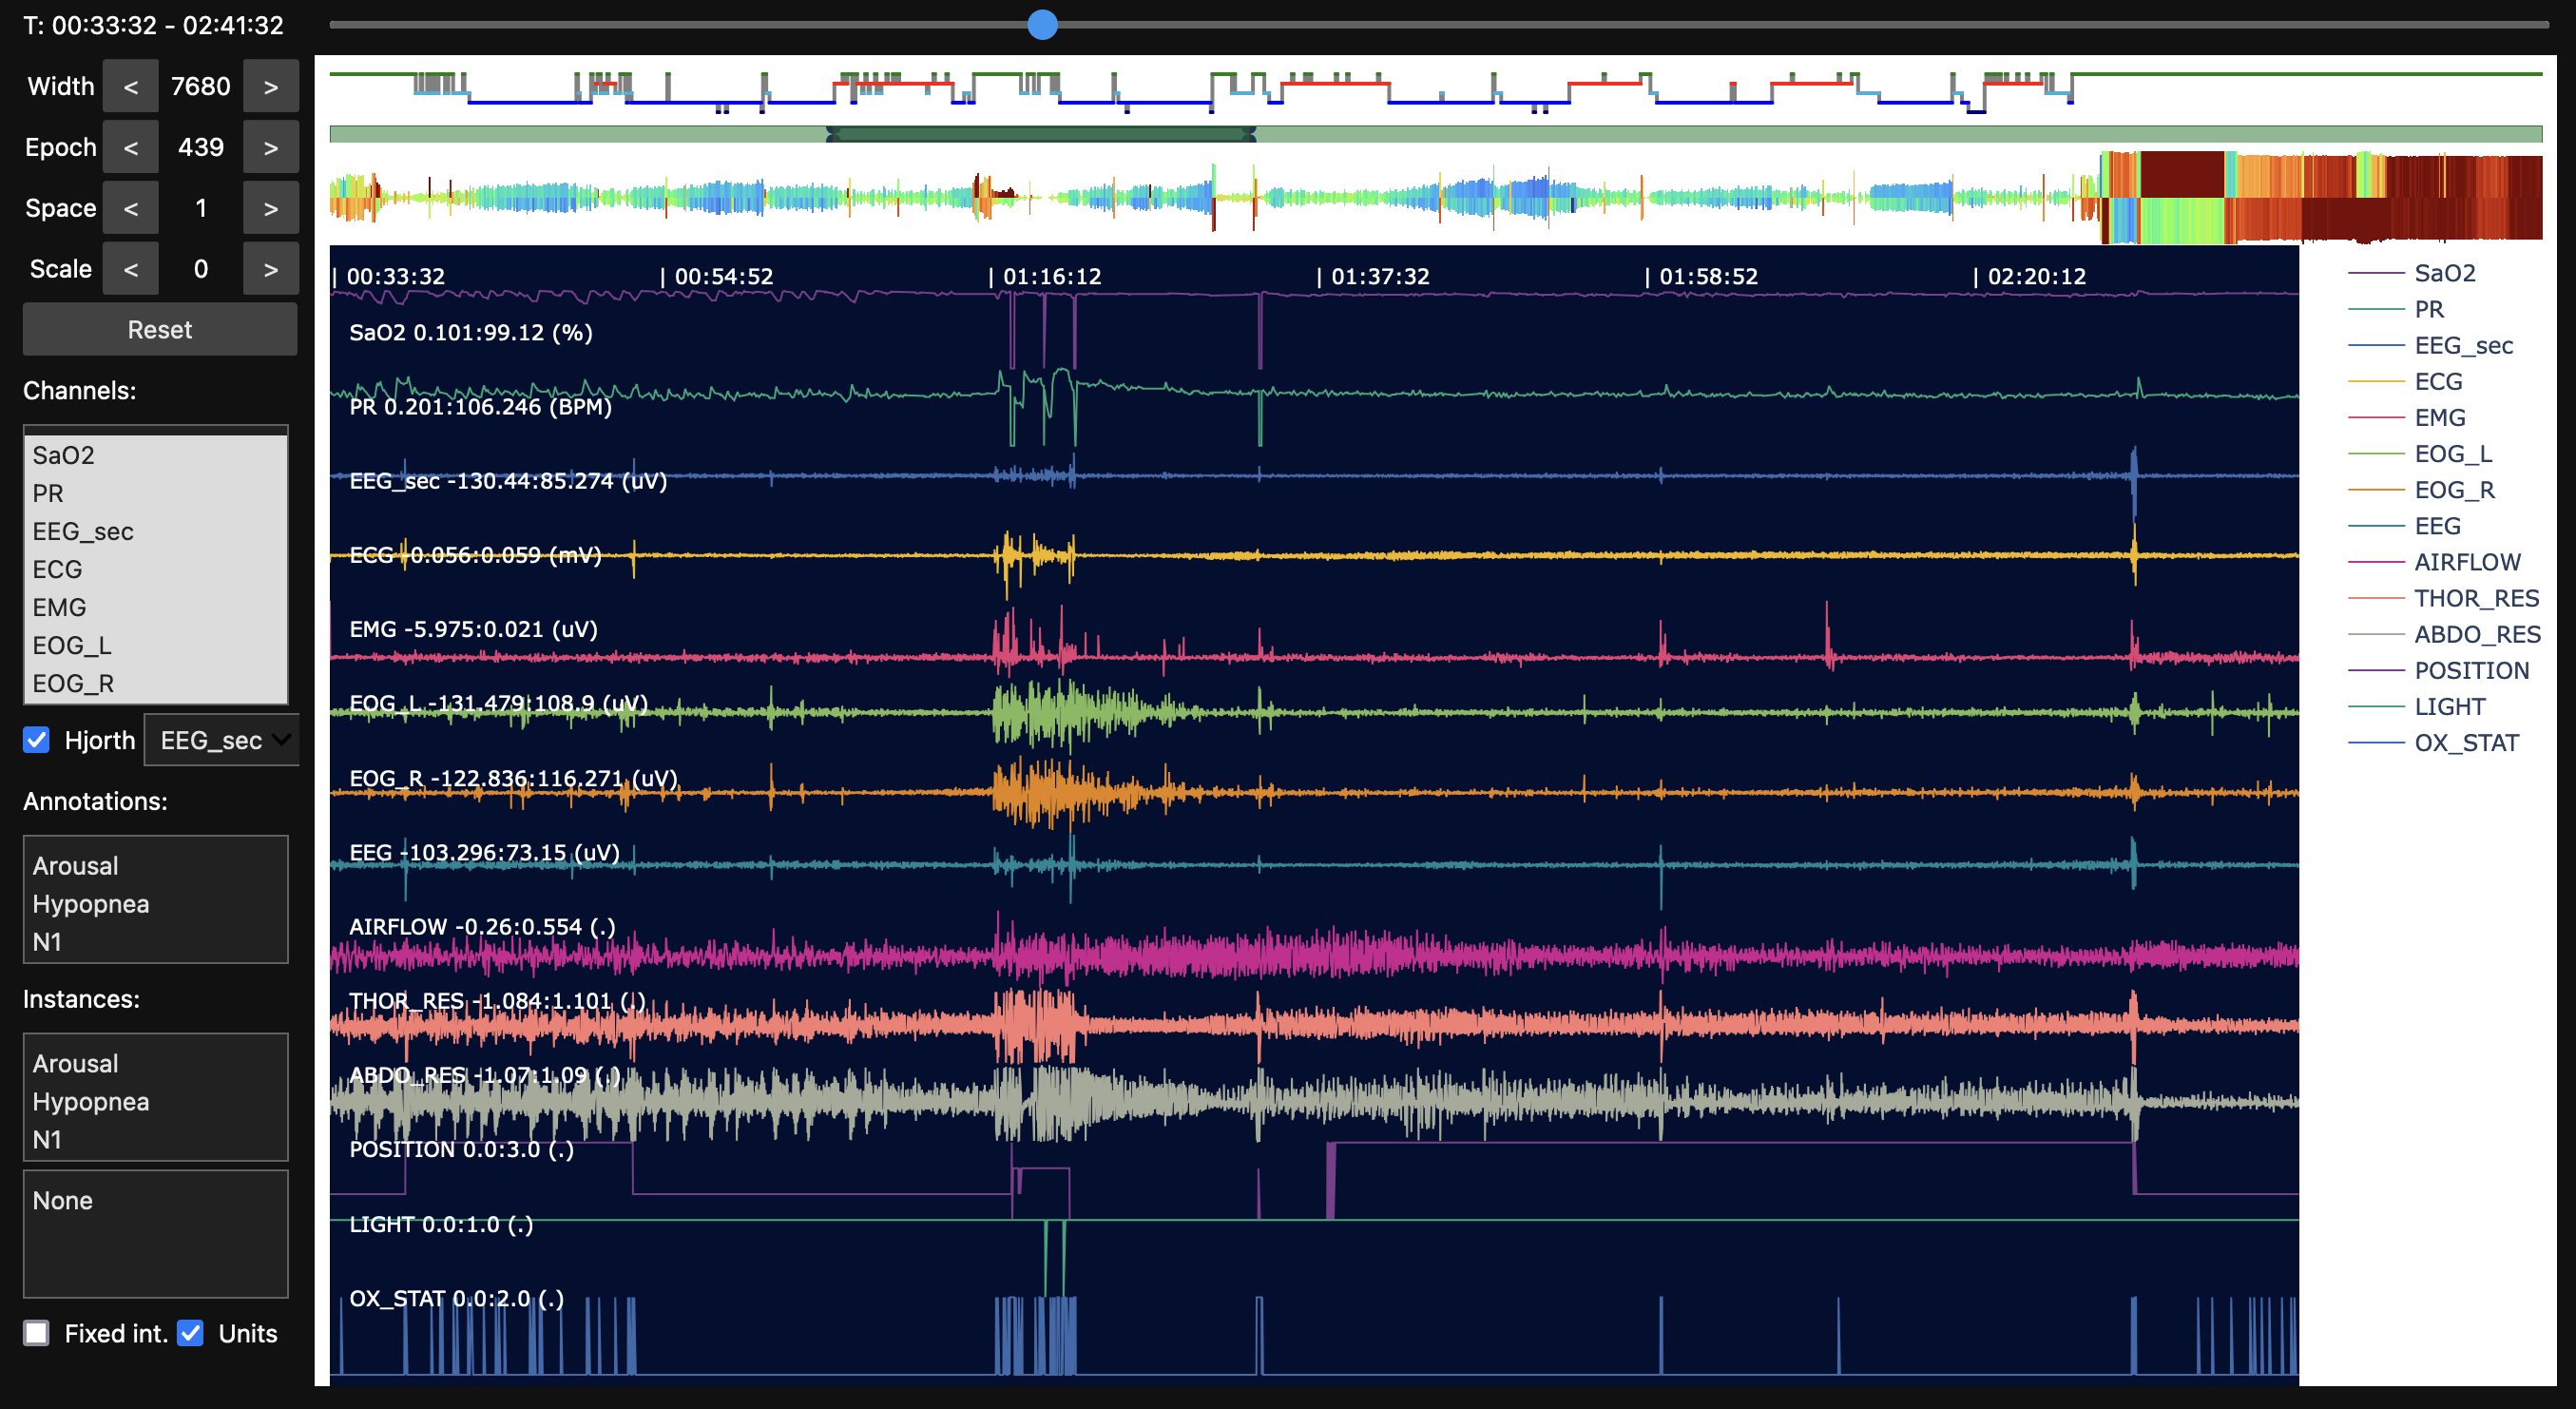 T: 00:33:32 - 02:41:32
Width < 7680 >
Epoch < 439 >
Space < 1 >
Scale < 0 >
Reset
Channels:
SaO2
PR
EEG_sec
ECG
EMG
EOG_L
EOG_R
Hjorth EEG_sec
Annotations:
Arousal
Hypopnea
N1
Instances:
Arousal
Hypopnea
N1
None
Fixed int. Units
| 00:33:32 | 00:54:52 | 01:16:12 | 01:37:32 | 01:58:52 | 02:20:12
SaO2 0.101:99.12 (%)
PR 0.201:106.246 (BPM)
EEG_sec -130.44:85.274 (uV)
ECG -0.056:0.059 (mV)
EMG -5.975:0.021 (uV)
EOG_L -131.479:108.9 (uV)
EOG_R -122.836:116.271 (uV)
EEG -103.296:73.15 (uV)
AIRFLOW -0.26:0.554 (.)
THOR_RES -1.084:1.101 (.)
ABDO_RES -1.07:1.09 (.)
POSITION 0.0:3.0 (.)
LIGHT 0.0:1.0 (.)
OX_STAT 0.0:2.0 (.)
SaO2
PR
EEG_sec
ECG
EMG
EOG_L
EOG_R
EEG
AIRFLOW
THOR_RES
ABDO_RES
POSITION
LIGHT
OX_STAT